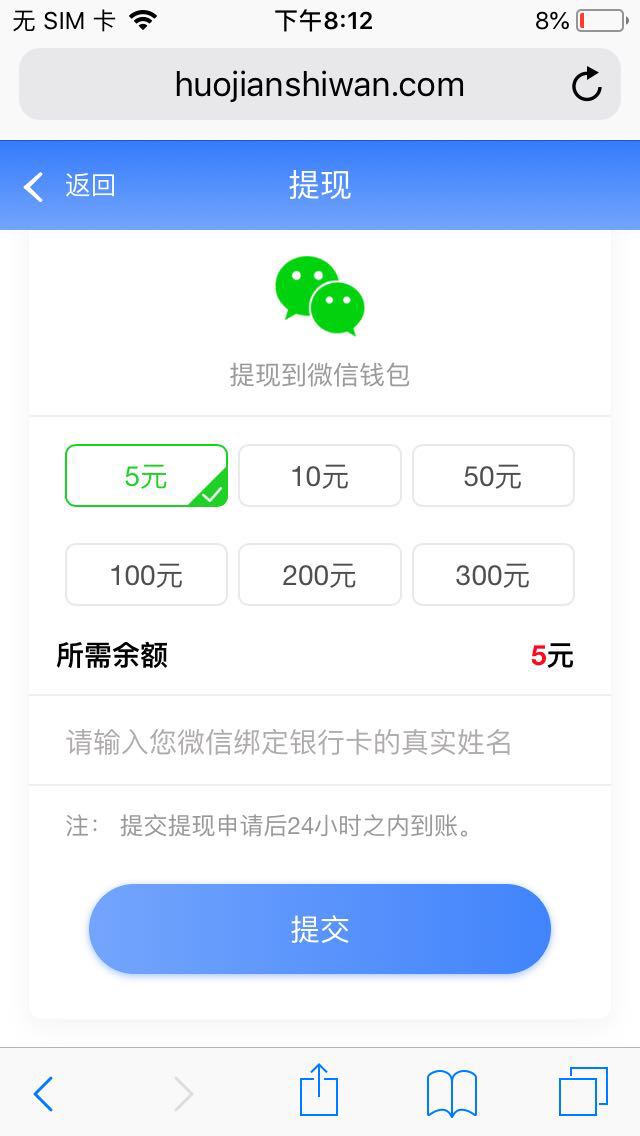 无 SIM 卡 下午8:12 8%
huojianshiwan.com
返回 提现
提现到微信钱包
5元 10元 50元
100元 200元 300元
所需余额 5元
请输入您微信绑定银行卡的真实姓名
注： 提交提现申请后24小时之内到账。
提交